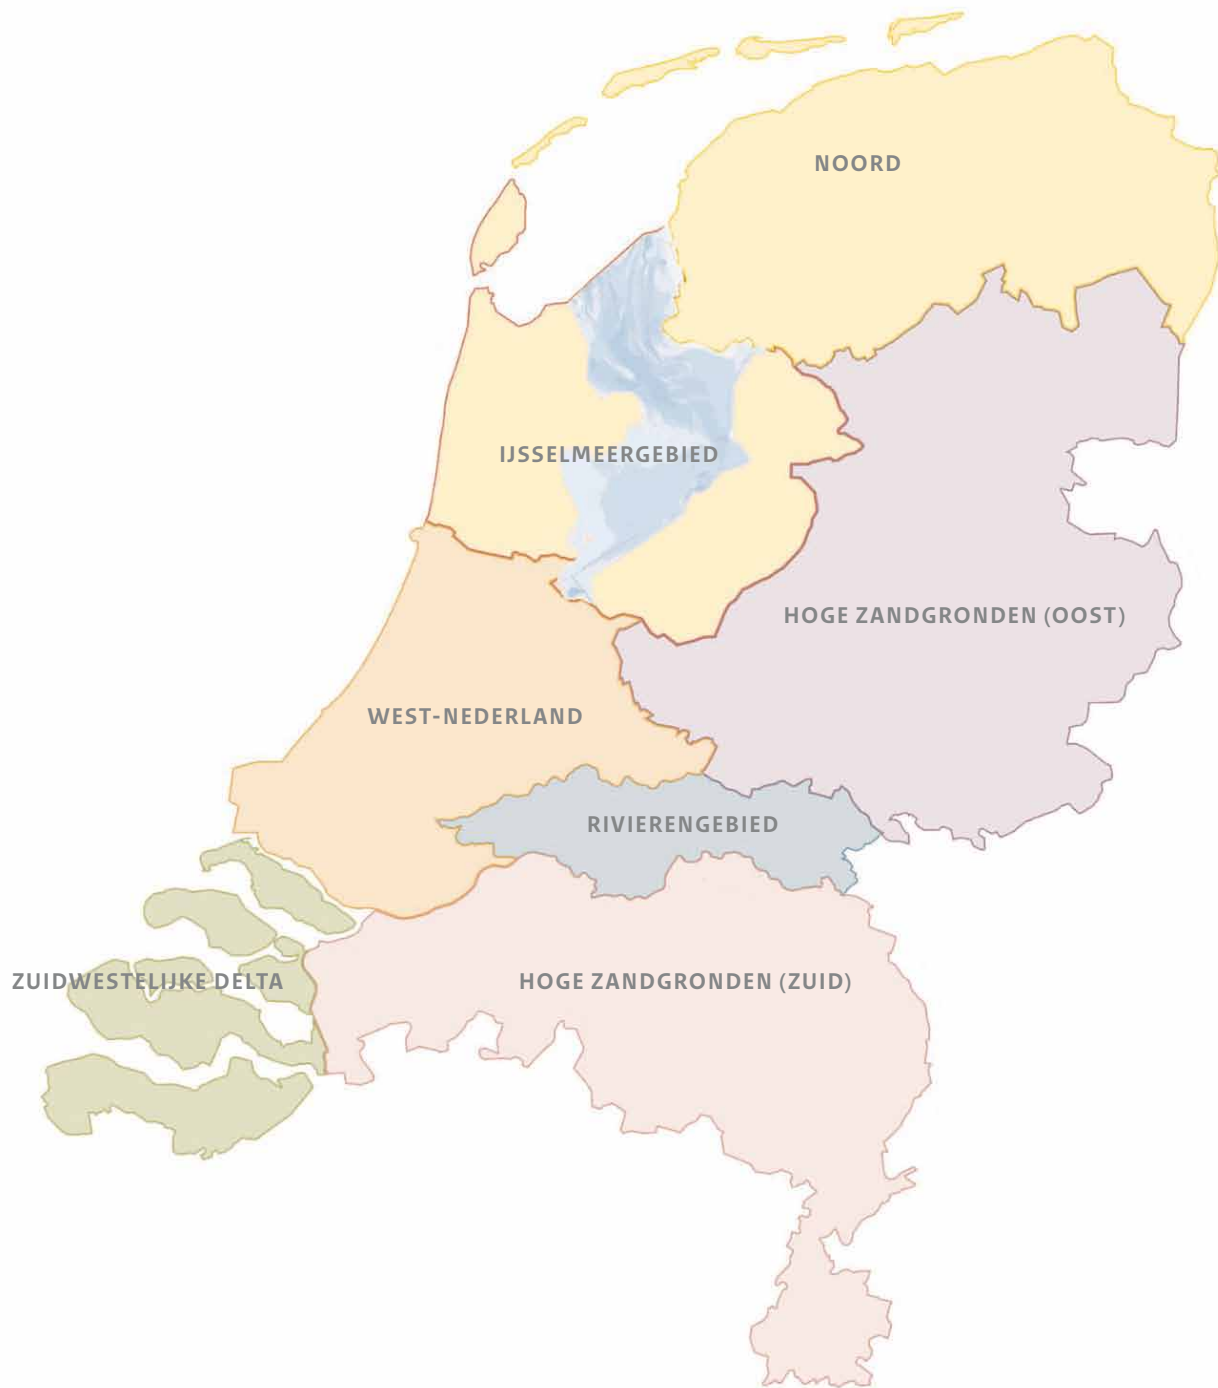 NOORD
IJSSELMEERGEBIED
HOGE ZANDGRONDEN (OOST)
WEST-NEDERLAND
RIVIERENGEBIED
ZUIDWESTELIJKE DELTA
HOGE ZANDGRONDEN (ZUID)